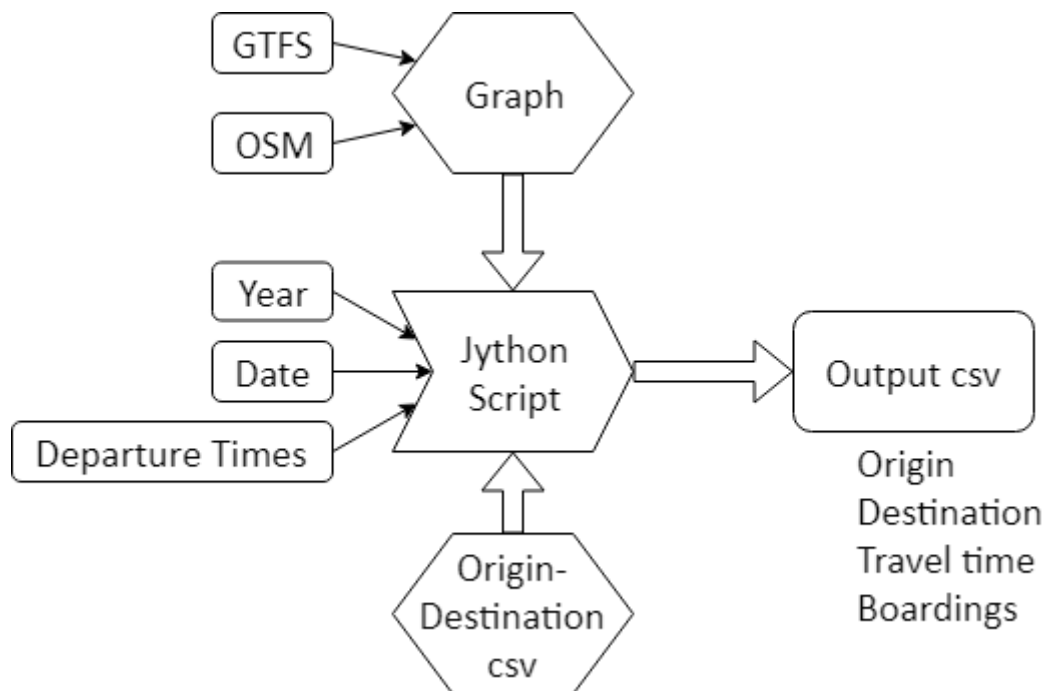 GTFS
Graph
OSM
Year
Date
Departure Times
Jython
Script
Output csv
Origin
Destination
Travel time
Boardings
Origin-
Destination
csv